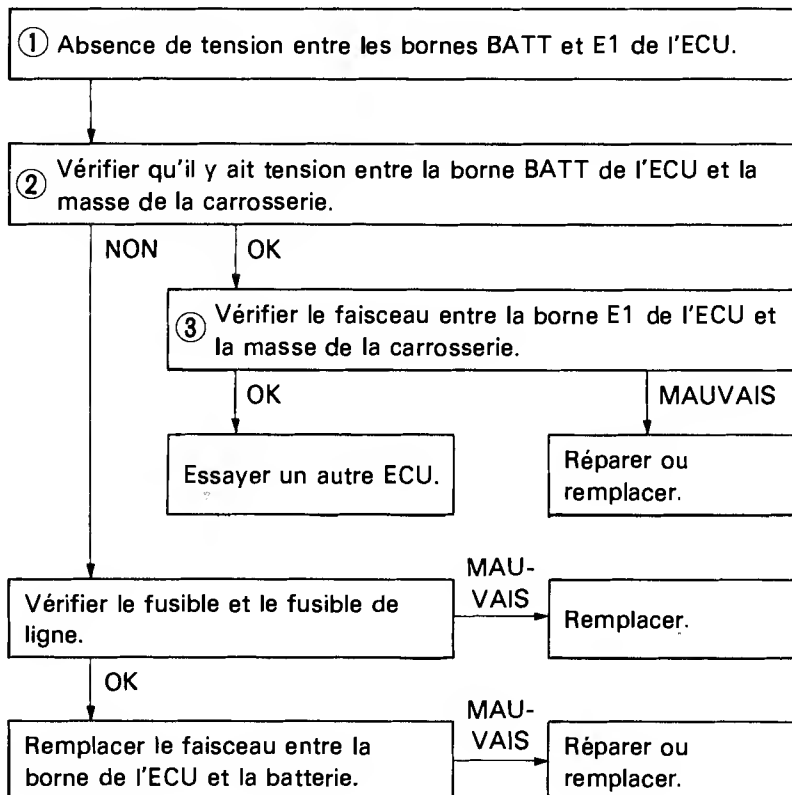 ① Absence de tension entre les bornes BATT et E1 de l'ECU.
② Vérifier qu'il y ait tension entre la borne BATT de l'ECU et la
masse de la carrosserie.
NON
OK
③ Vérifier le faisceau entre la borne E1 de l'ECU et
la masse de la carrosserie.
OK
MAUVAIS
Essayer un autre ECU.
Réparer ou
remplacer.
Vérifier le fusible et le fusible de
ligne.
MAU-
VAIS
Remplacer.
OK
Remplacer le faisceau entre la
borne de l'ECU et la batterie.
MAU-
VAIS
Réparer ou
remplacer.